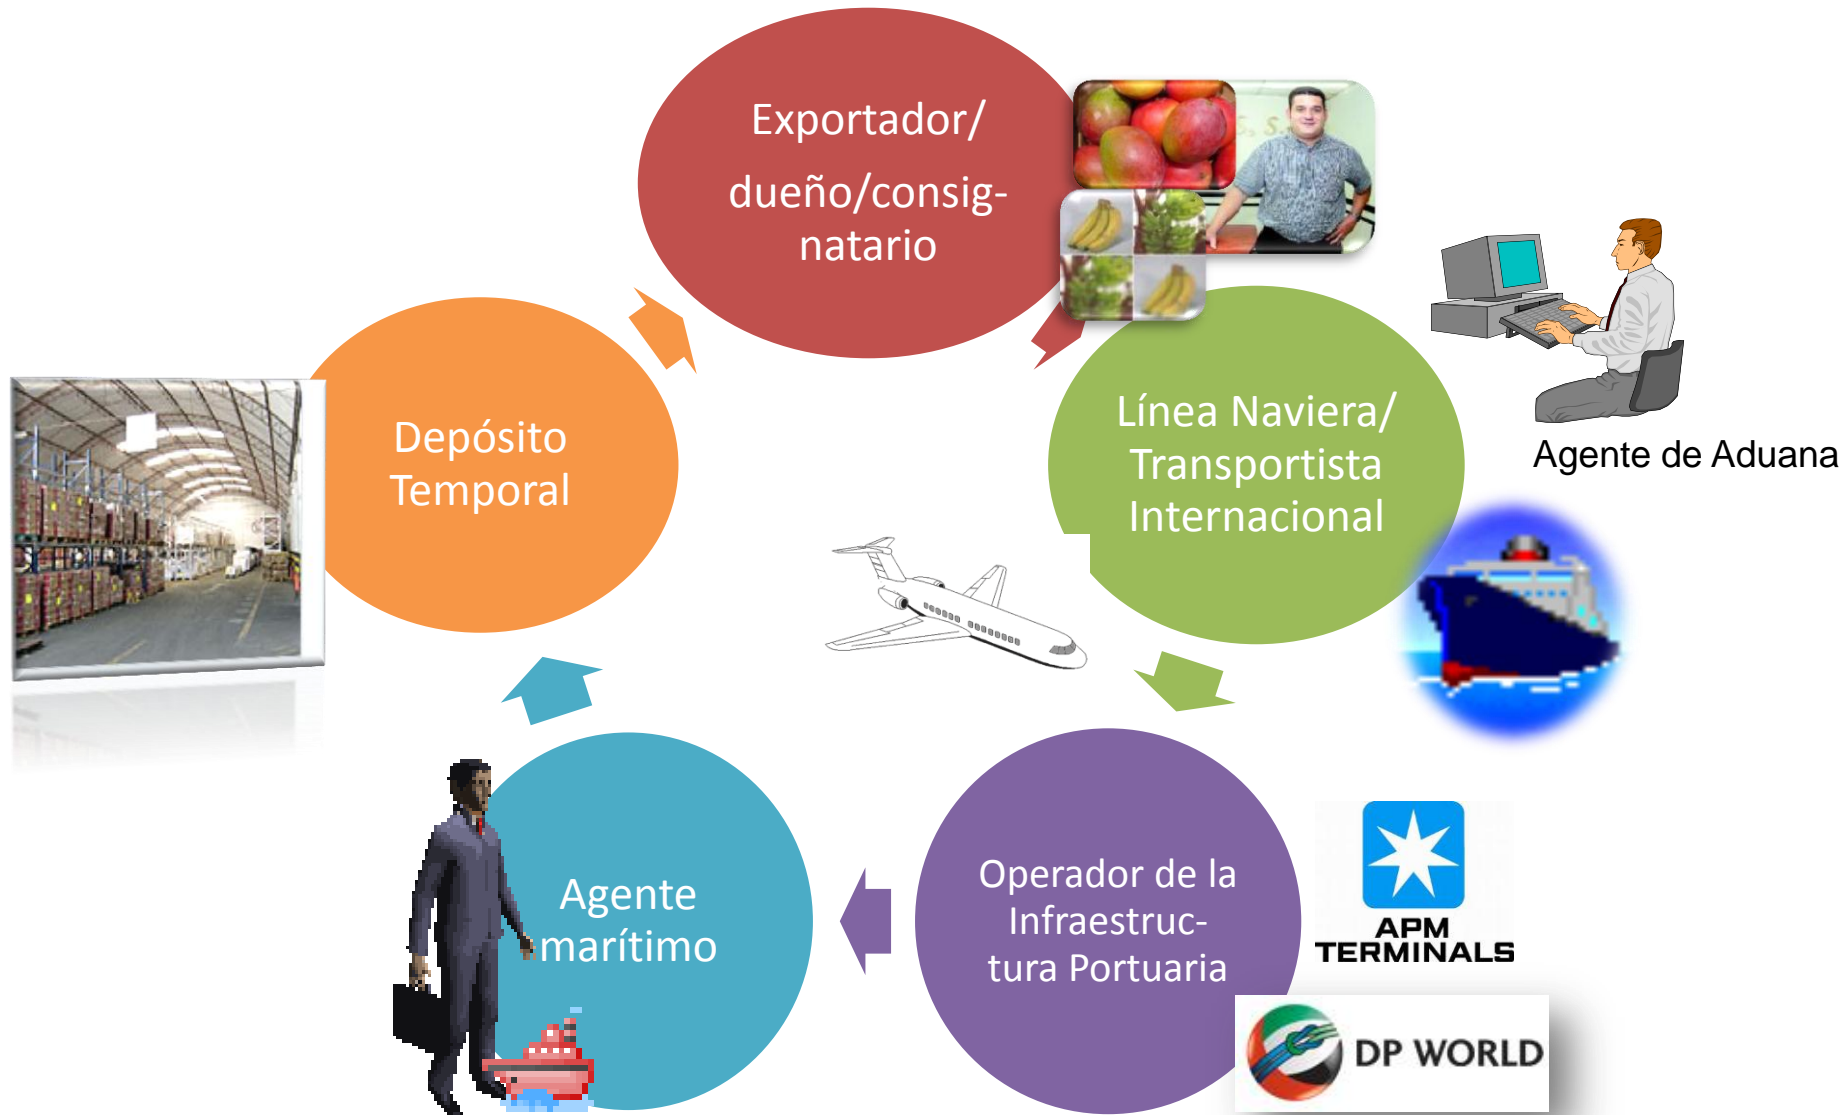 Exportador/
dueño/consig-
natario
Línea Naviera/
Transportista
Internacional
Agente de Aduana
Depósito
Temporal
Operador de la
Infraestruc-
tura Portuaria
APM
TERMINALS
DP WORLD
Agente
marítimo